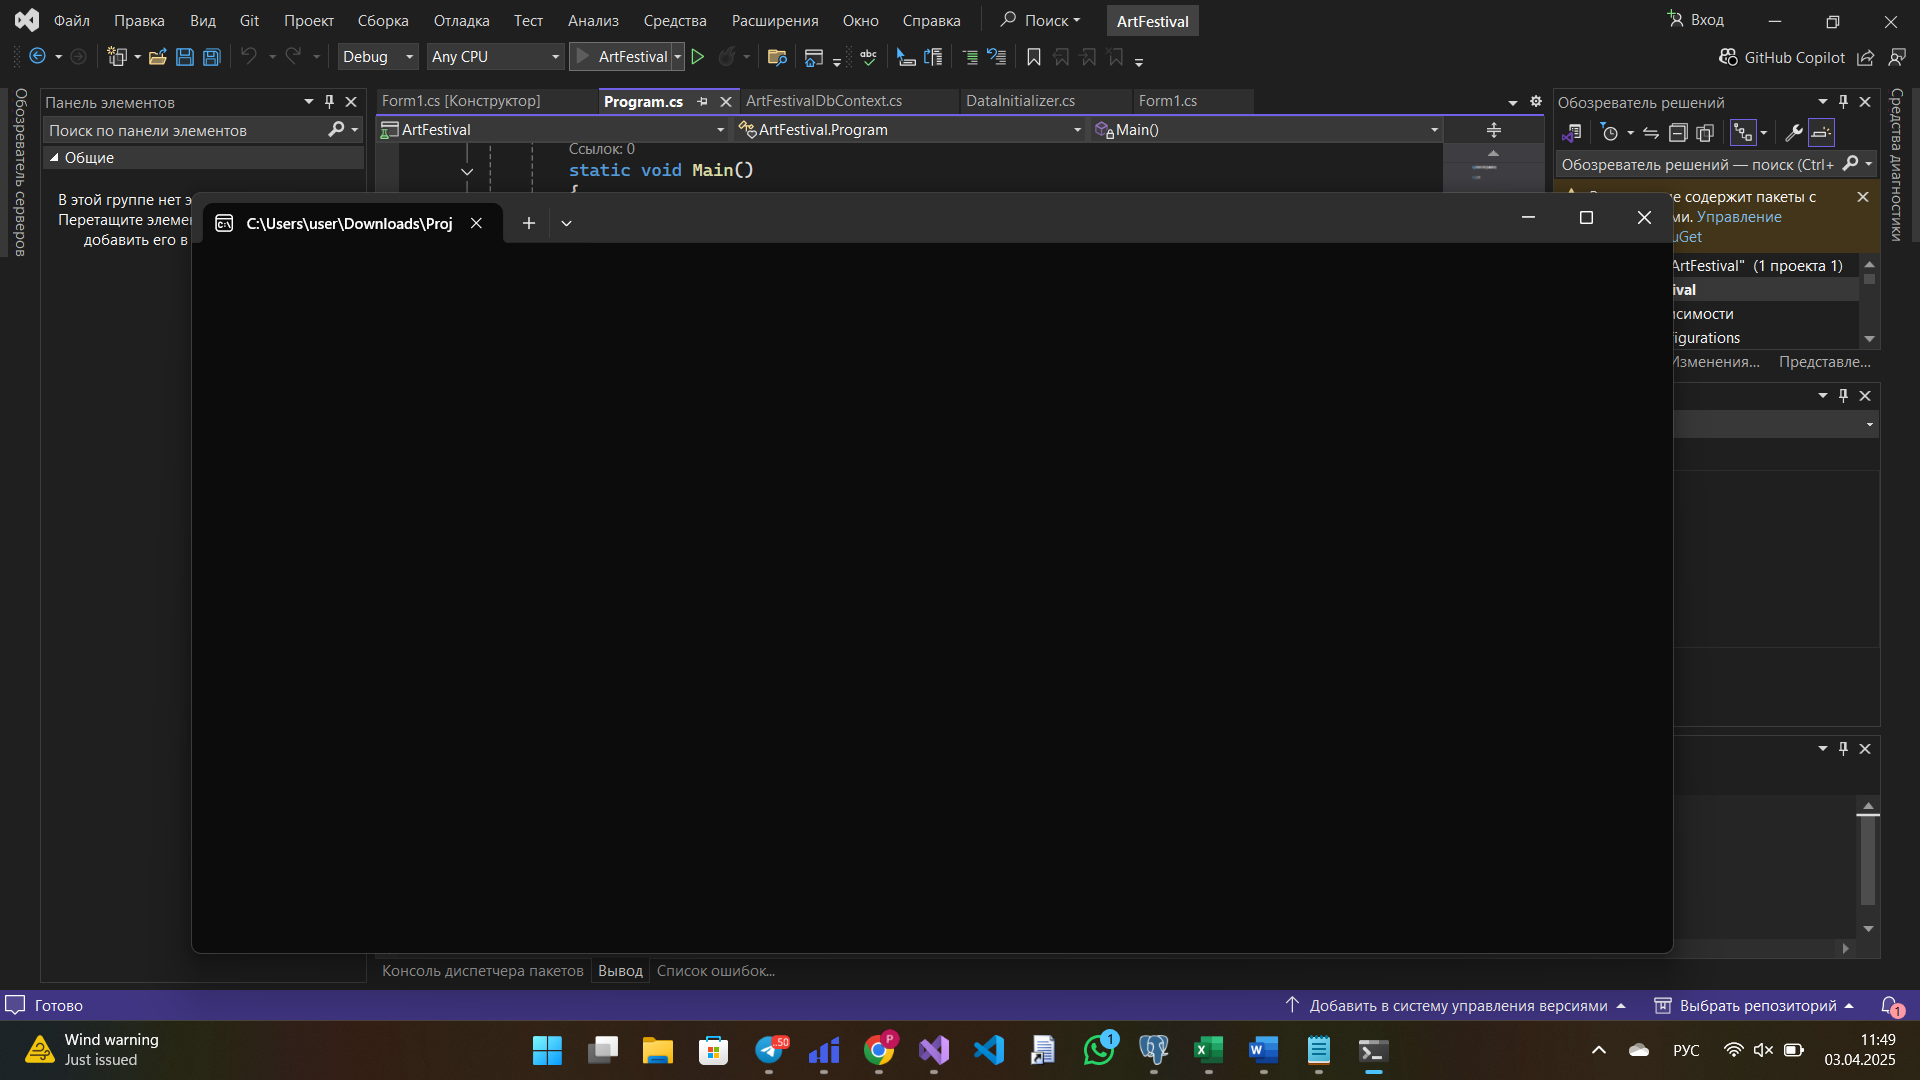 Файл Правка Вид Git Проект Сборка Отладка Тест Анализ Средства Расширения Окно Справка Поиск ArtFestival Вход
Debug Any CPU ArtFestival GitHub Copilot
Обозреватель серверов
Панель элементов
Поиск по панели элементов
Общие
В этой группе нет э
Перетащите элемен
добавить его в
Form1.cs [Конструктор] Program.cs ArtFestivalDbContext.cs DataInitializer.cs Form1.cs
ArtFestival ArtFestival.Program Main()
Ссылок: 0
static void Main()
{
Обозреватель решений
Обозреватель решений — поиск (Ctrl+
е содержит пакеты с
ми. Управление
uGet
ArtFestival" (1 проекта 1)
ival
исимости
figurations
Изменения... Представле...
Средства диагностики
C:\Users\user\Downloads\Proj
Консоль диспетчера пакетов Вывод Список ошибок...
Готово Добавить в систему управления версиями Выбрать репозиторий 1
Wind warning
Just issued
..50 P 1
РУС
11:49
03.04.2025